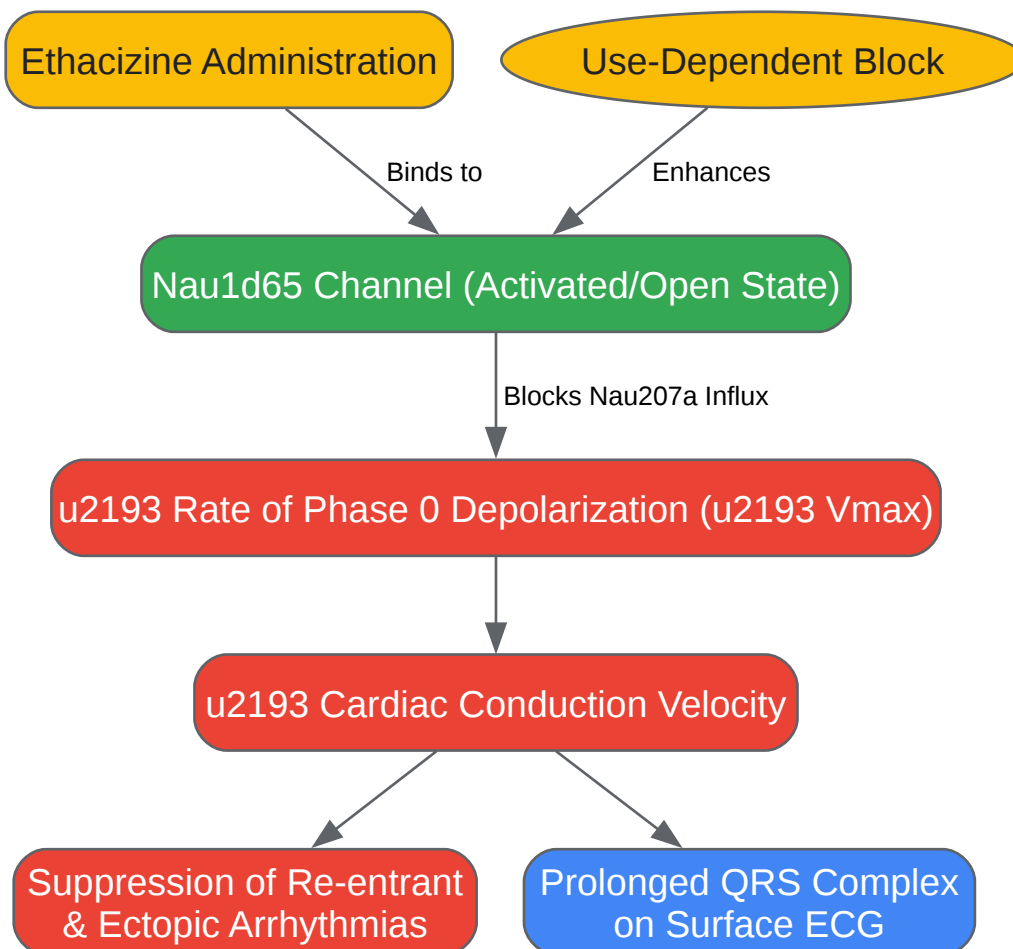 Ethacizine Administration
Use-Dependent Block
Binds to
Enhances
Nau1d65 Channel (Activated/Open State)
Blocks Nau207a Influx
u2193 Rate of Phase 0 Depolarization (u2193 Vmax)
u2193 Cardiac Conduction Velocity
Suppression of Re-entrant
& Ectopic Arrhythmias
Prolonged QRS Complex
on Surface ECG